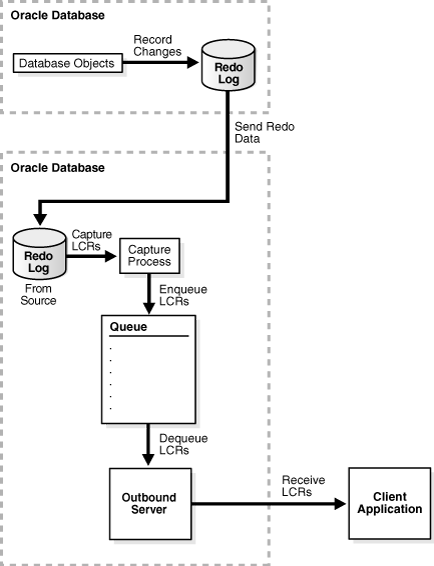 Oracle Database
Record
Changes
Database Objects
Redo
Log
Send Redo
Data
Oracle Database
Capture
LCRs
Redo
Log
Capture
Process
From
Source
Enqueue
LCRs
Queue
.
.
.
.
.
.
Dequeue
LCRs
Outbound
Server
Receive
LCRs
Client
Application